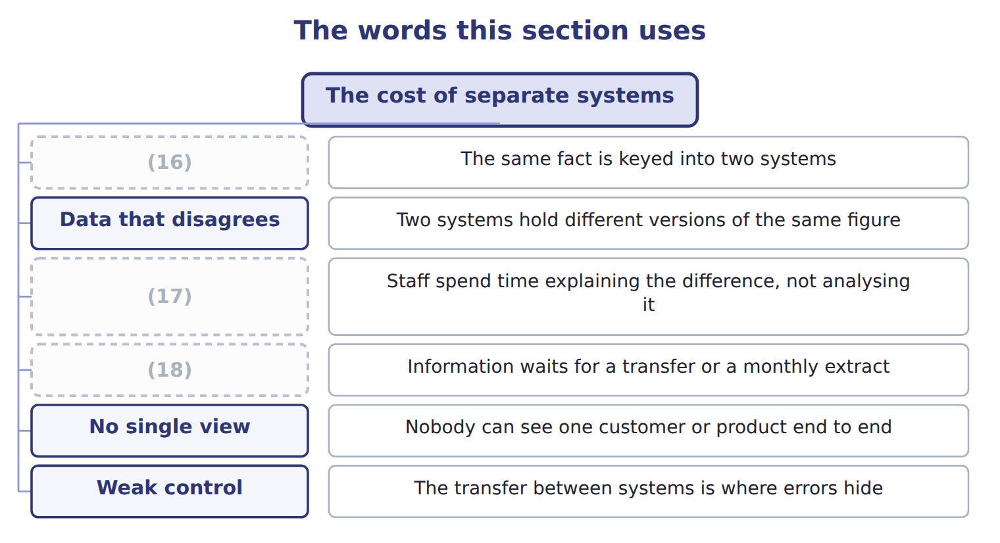 The words this section uses
The cost of separate systems
(16)
The same fact is keyed into two systems
Data that disagrees
Two systems hold different versions of the same figure
(17)
Staff spend time explaining the difference, not analysing
it
(18)
Information waits for a transfer or a monthly extract
No single view
Nobody can see one customer or product end to end
Weak control
The transfer between systems is where errors hide